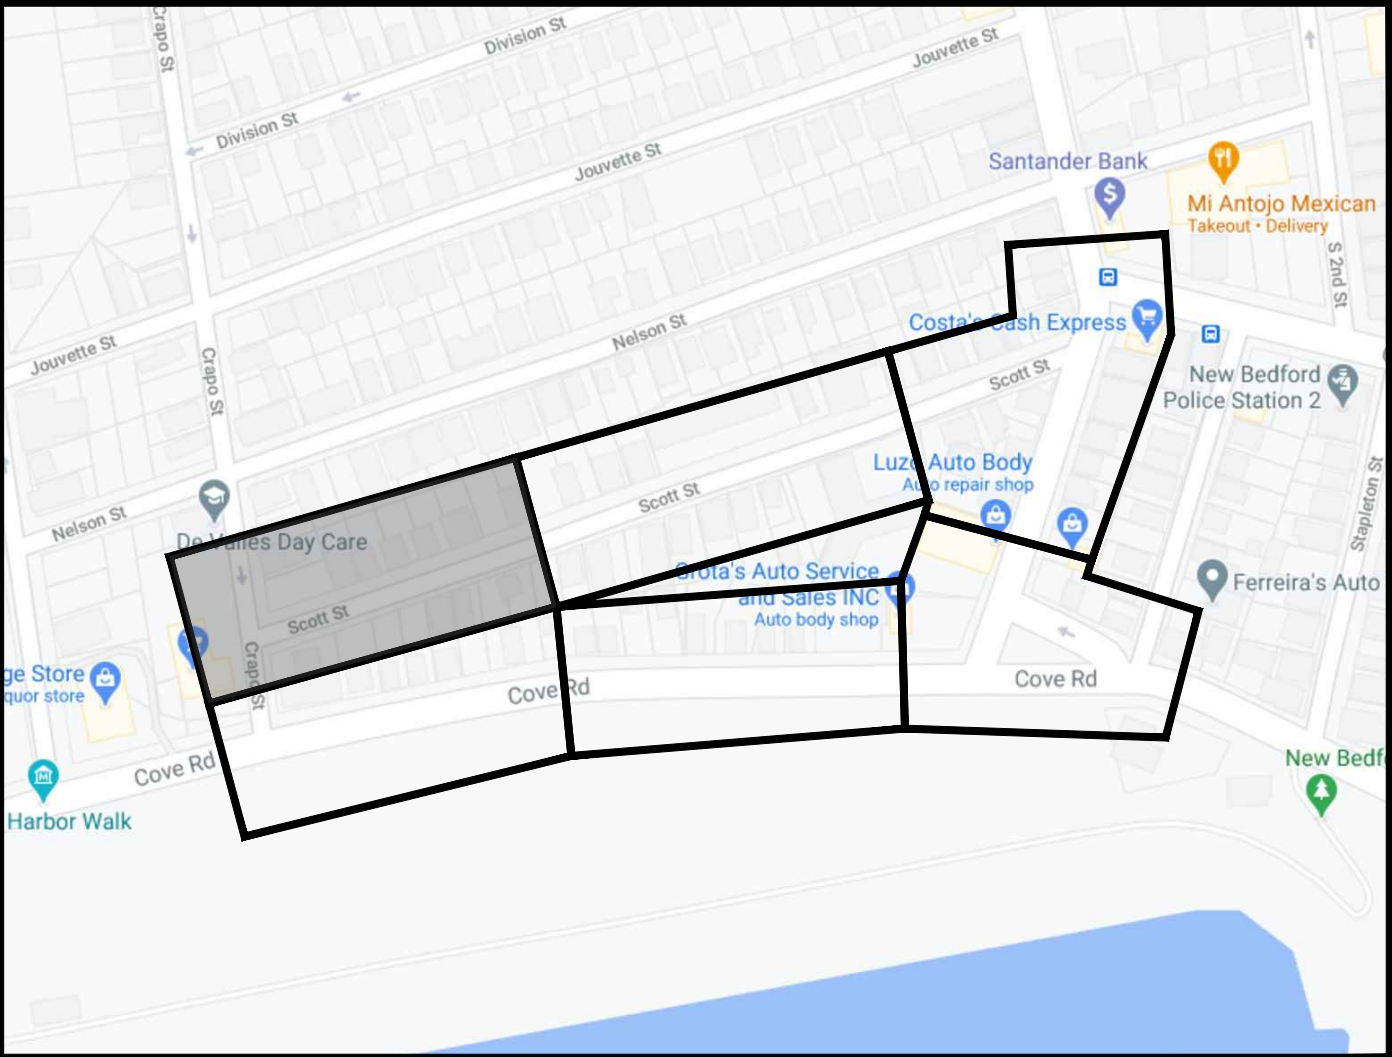 Crapo St
Division St
Jouvette St
Division St
Jouvette St
Santander Bank
Mi Antojo Mexican
Takeout • Delivery
S 2nd St
Nelson St
Costa's Cash Express
Jouvette St
Crapo St
Scott St
New Bedford
Police Station 2
Luzo Auto Body
Auto repair shop
Scott St
Stapleton St
Nelson St
De Valles Day Care
Grota's Auto Service
and Sales INC
Auto body shop
Ferreira's Auto
Scott St
Crapo St
ge Store
quor store
Cove Rd
Cove Rd
Cove Rd
New Bedf
Harbor Walk